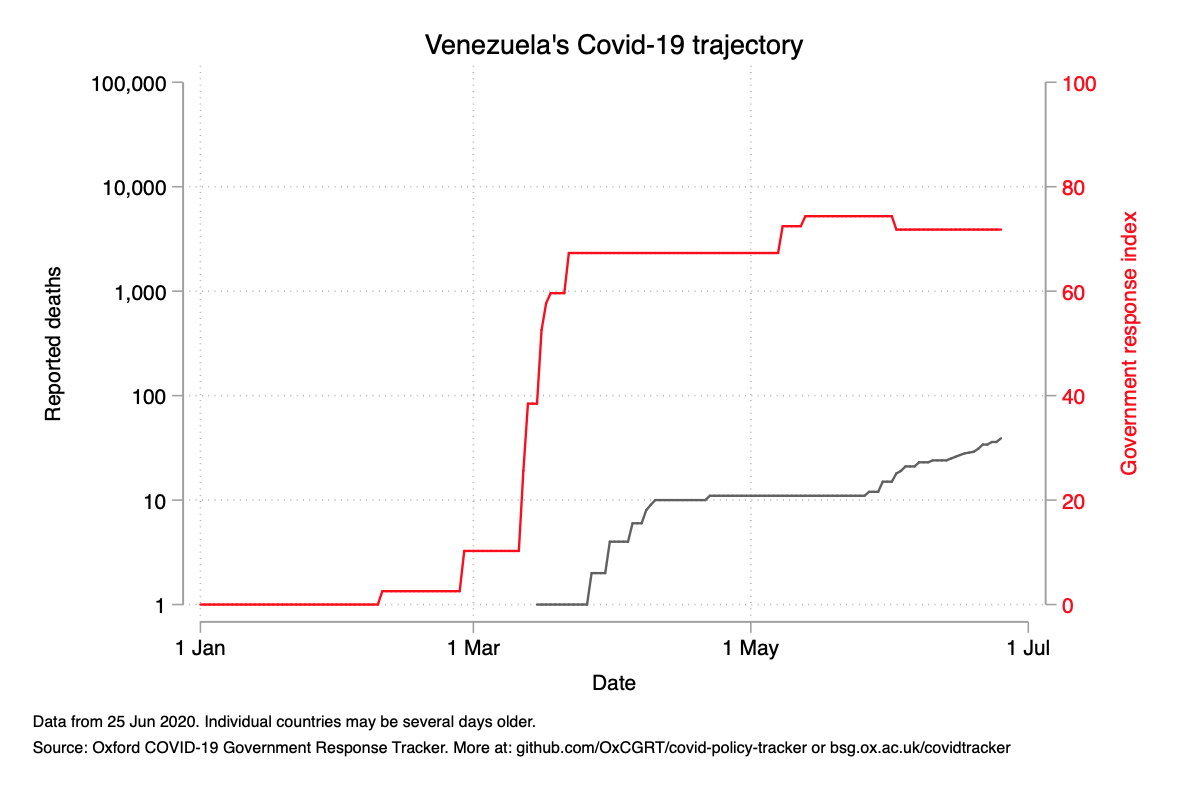 Venezuela's Covid-19 trajectory
100,000
10,000
1,000
100
10
1
Reported deaths
100
80
60
40
20
0
Government response index
1 Jan
1 Mar
1 May
1 Jul
Date
Data from 25 Jun 2020. Individual countries may be several days older.
Source: Oxford COVID-19 Government Response Tracker. More at: github.com/OxCGRT/covid-policy-tracker or bsg.ox.ac.uk/covidtracker